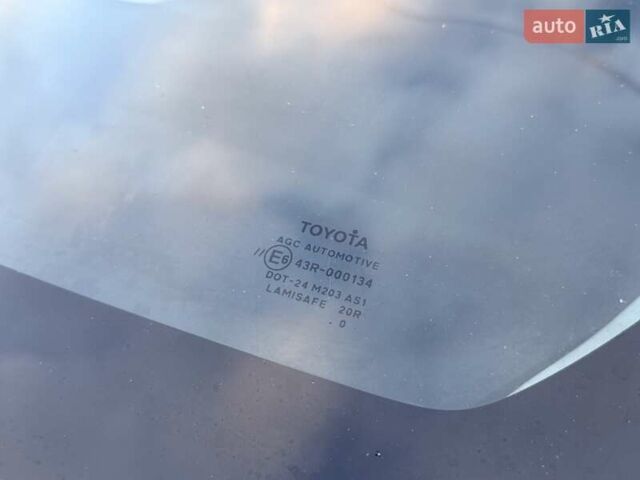 auto RIA.com
TOYOTA
AGC AUTOMOTIVE
// E6 43R-000134
DOT-24 M203 AS1
LAMISAFE 20R
. 0